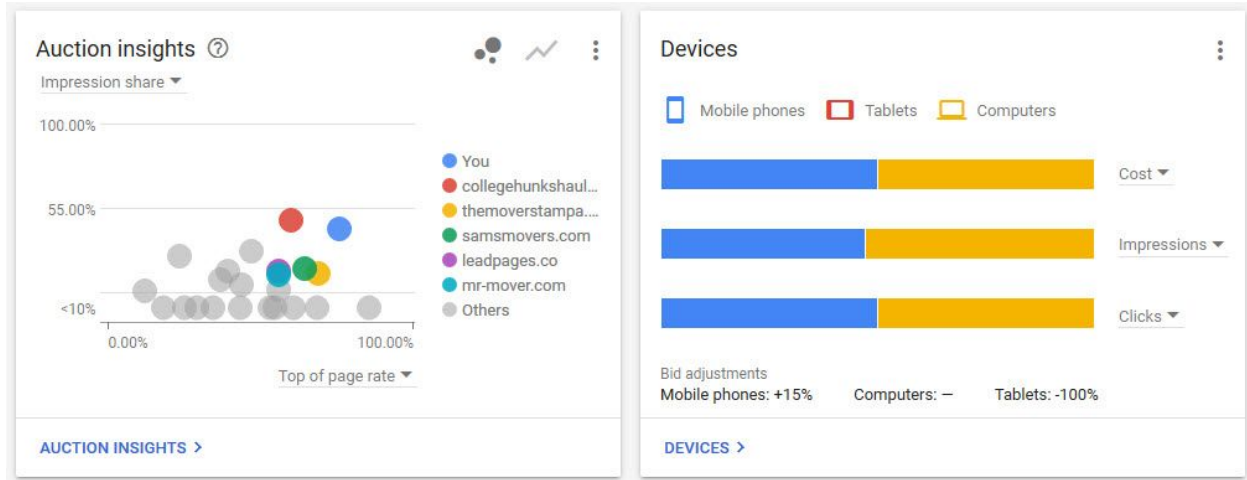 Auction insights
Impression share
100.00%
55.00%
<10%
0.00% 100.00%
Top of page rate
You
collegehunkshaul...
themoverstampa....
samsmovers.com
leadpages.co
mr-mover.com
Others
AUCTION INSIGHTS
Devices
Mobile phones Tablets Computers
Cost
Impressions
Clicks
Bid adjustments
Mobile phones: +15% Computers: — Tablets: -100%
DEVICES